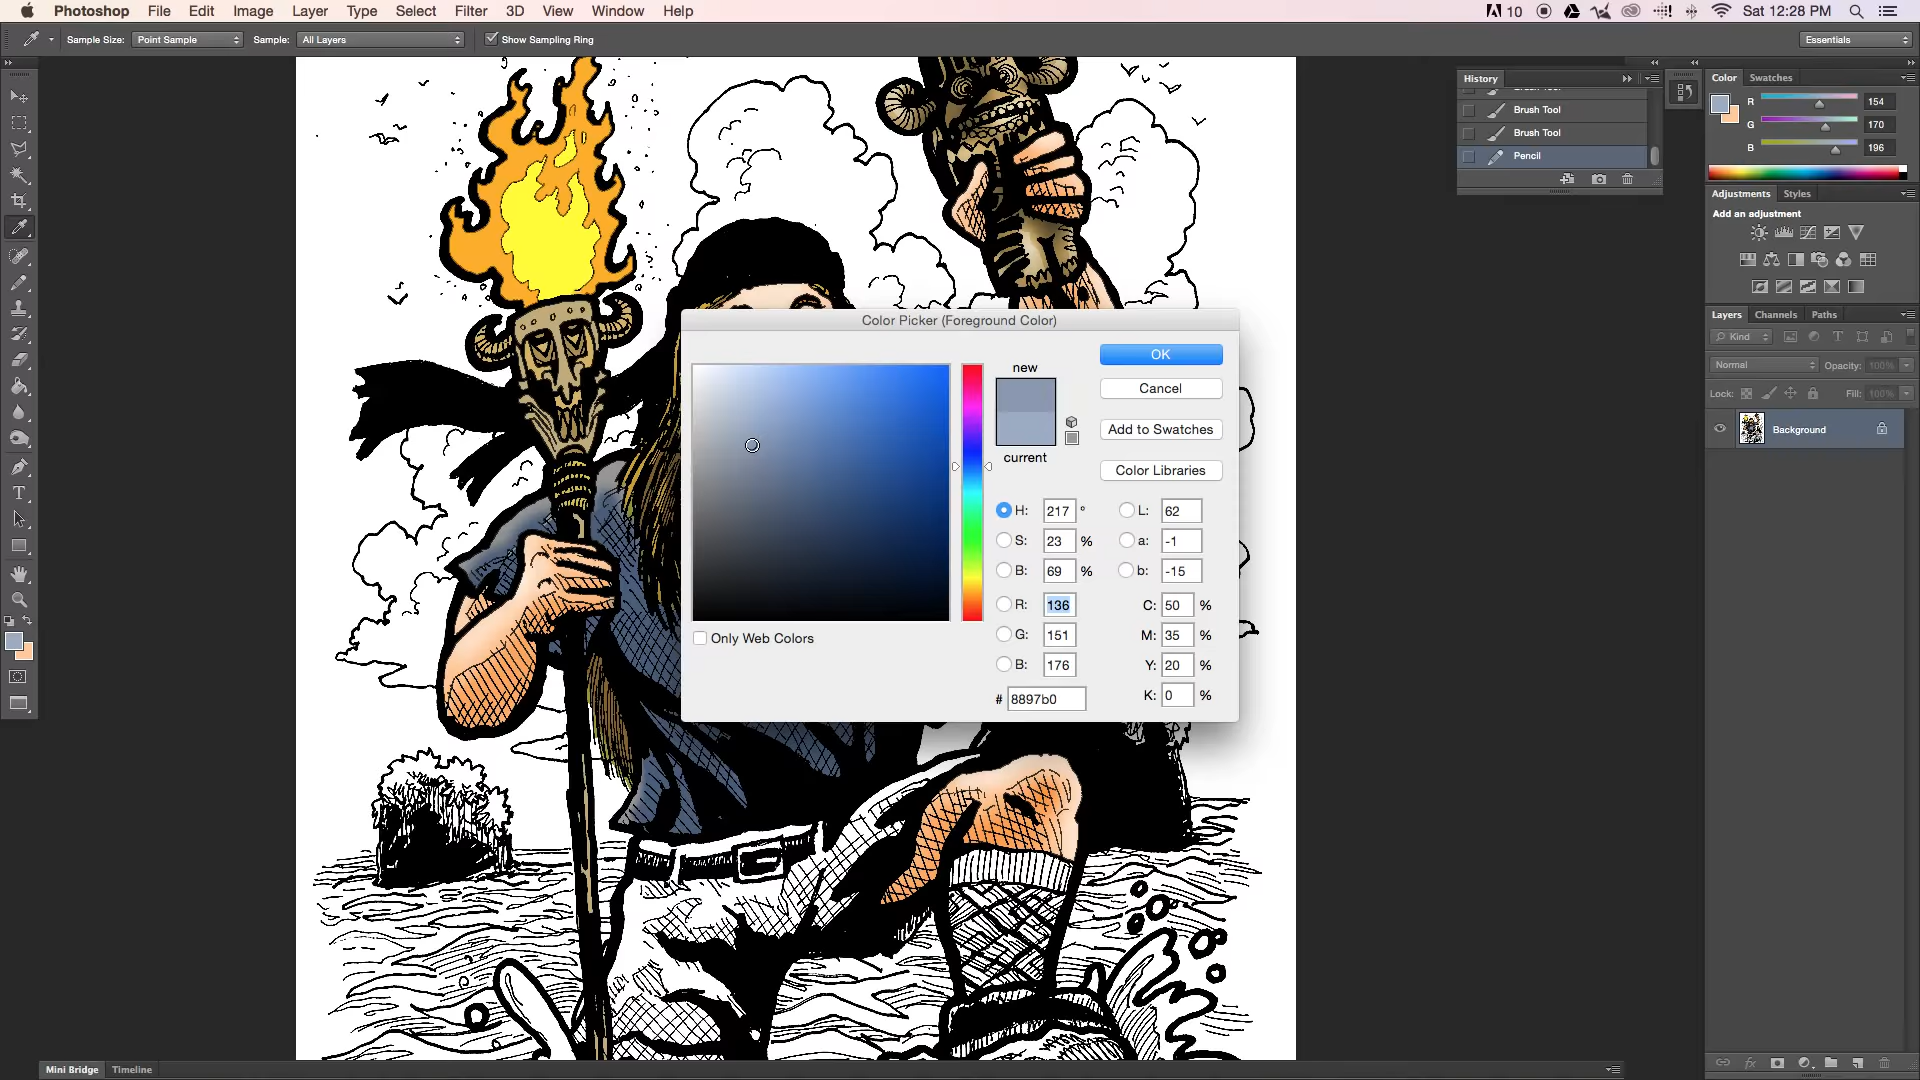 Photoshop File Edit Image Layer Type Select Filter 3D View Window Help 10 Sat 12:28 PM
Sample Size: Point Sample Sample: All Layers Show Sampling Ring Essentials
History
Brush Tool
Brush Tool
Pencil
Color Swatches
R 154
G 170
B 196
Adjustments Styles
Add an adjustment
Layers Channels Paths
Kind
Normal Opacity: 100%
Lock: Fill: 100%
Background
Color Picker (Foreground Color)
new
current
OK
Cancel
Add to Swatches
Color Libraries
H: 217 ° L: 62
S: 23 % a: -1
B: 69 % b: -15
R: 136 C: 50 %
G: 151 M: 35 %
B: 176 Y: 20 %
# 8897b0 K: 0 %
Only Web Colors
Mini Bridge Timeline